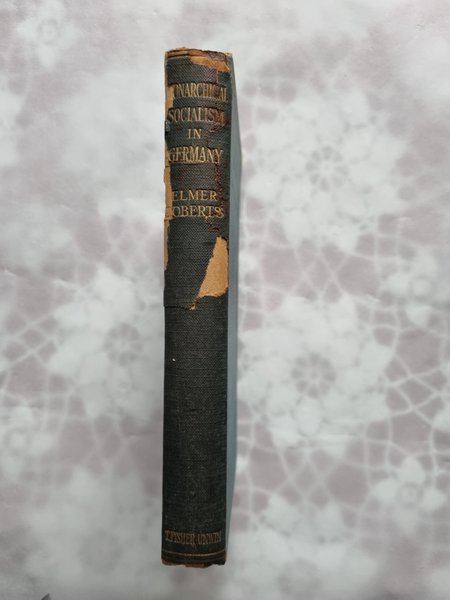 MONARCHICAL
SOCIALISM
IN
GERMANY
ELMER
ROBERTS
T. FISHER UNWIN